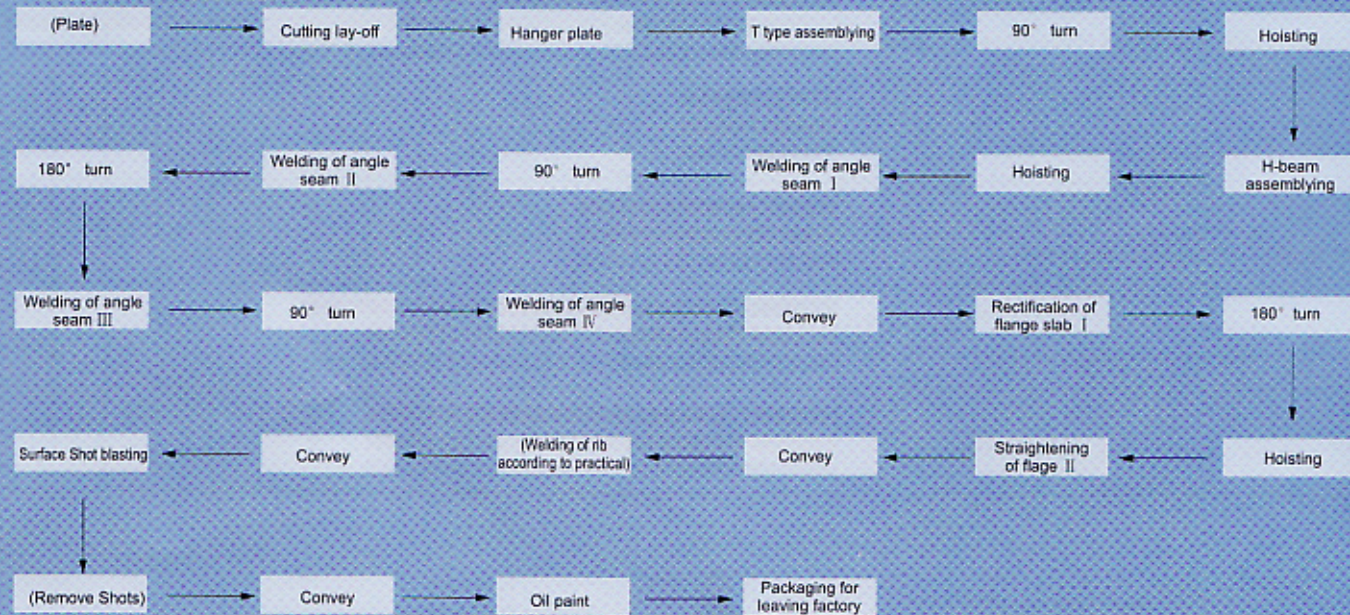 (Plate)
Cutting lay-off
Hanger plate
T type assemblying
90° turn
Hoisting
H-beam
assemblying
Hoisting
Welding of angle
seam Ⅰ
90° turn
Welding of angle
seam Ⅱ
180° turn
Welding of angle
seam Ⅲ
90° turn
Welding of angle
seam Ⅳ
Convey
Rectification of
flange slab Ⅰ
180° turn
Hoisting
Straightening
of flage Ⅱ
Convey
(Welding of rib
according to practical)
Convey
Surface Shot blasting
(Remove Shots)
Convey
Oil paint
Packaging for
leaving factory